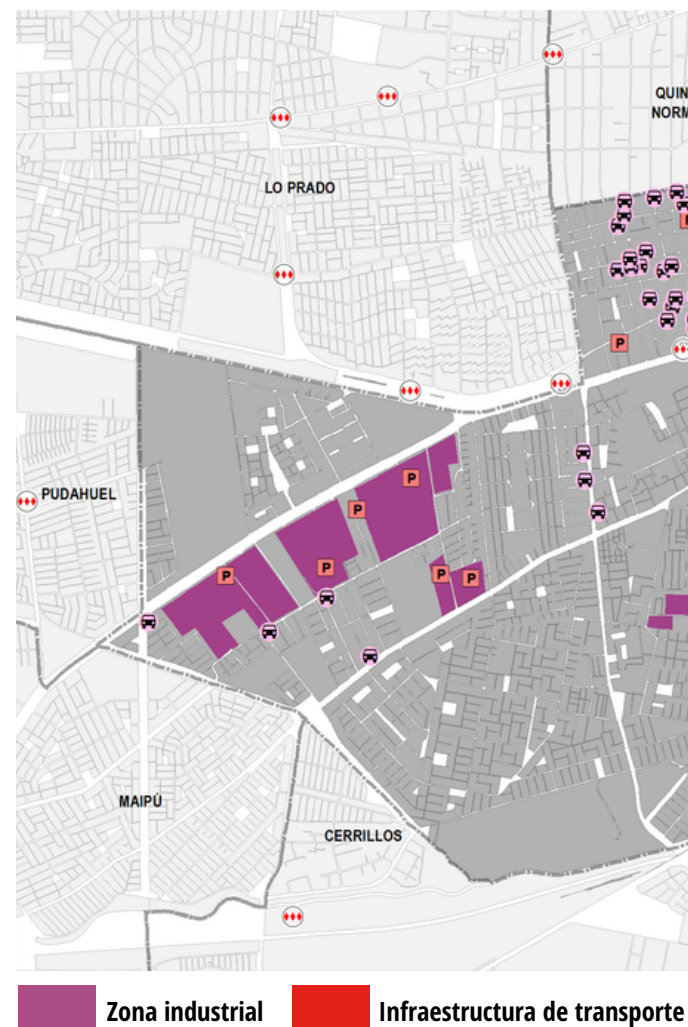 QUIN
NORM
LO PRADO
P
P
PUDAHUEL
P
P
P
P
P
P
MAIPÚ
CERRILLOS
Zona industrial
Infraestructura de transporte